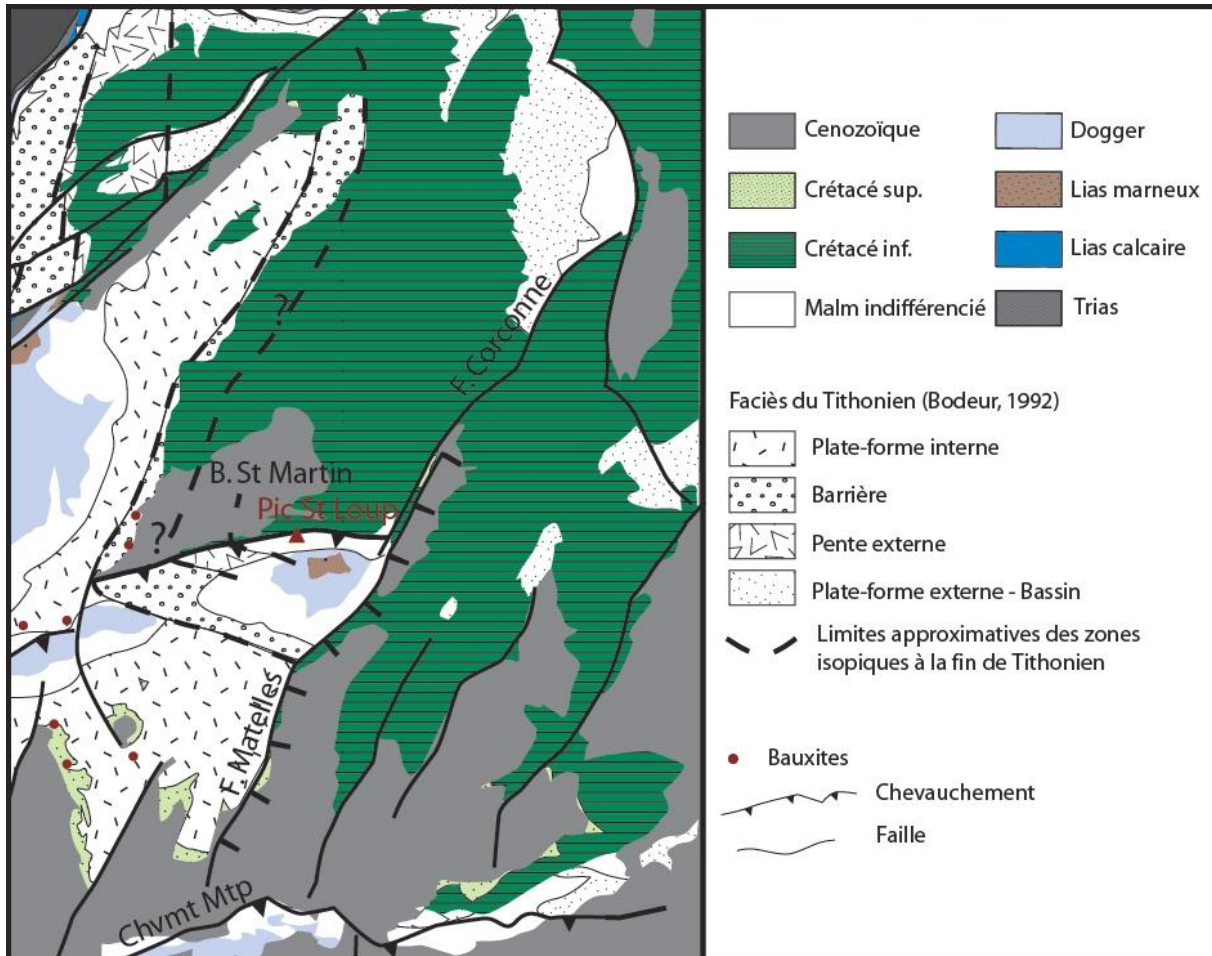 F. Corconne
?
B. St Martin
Pic St Loup
?
F. Matelles
Chvmt Mtp
Cenozoïque
Crétacé sup.
Crétacé inf.
Malm indifférencié
Dogger
Lias marneux
Lias calcaire
Trias
Faciès du Tithonien (Bodeur, 1992)
Plate-forme interne
Barrière
Pente externe
Plate-forme externe - Bassin
Limites approximatives des zones
isopiques à la fin de Tithonien
Bauxites
Chevauchement
Faille